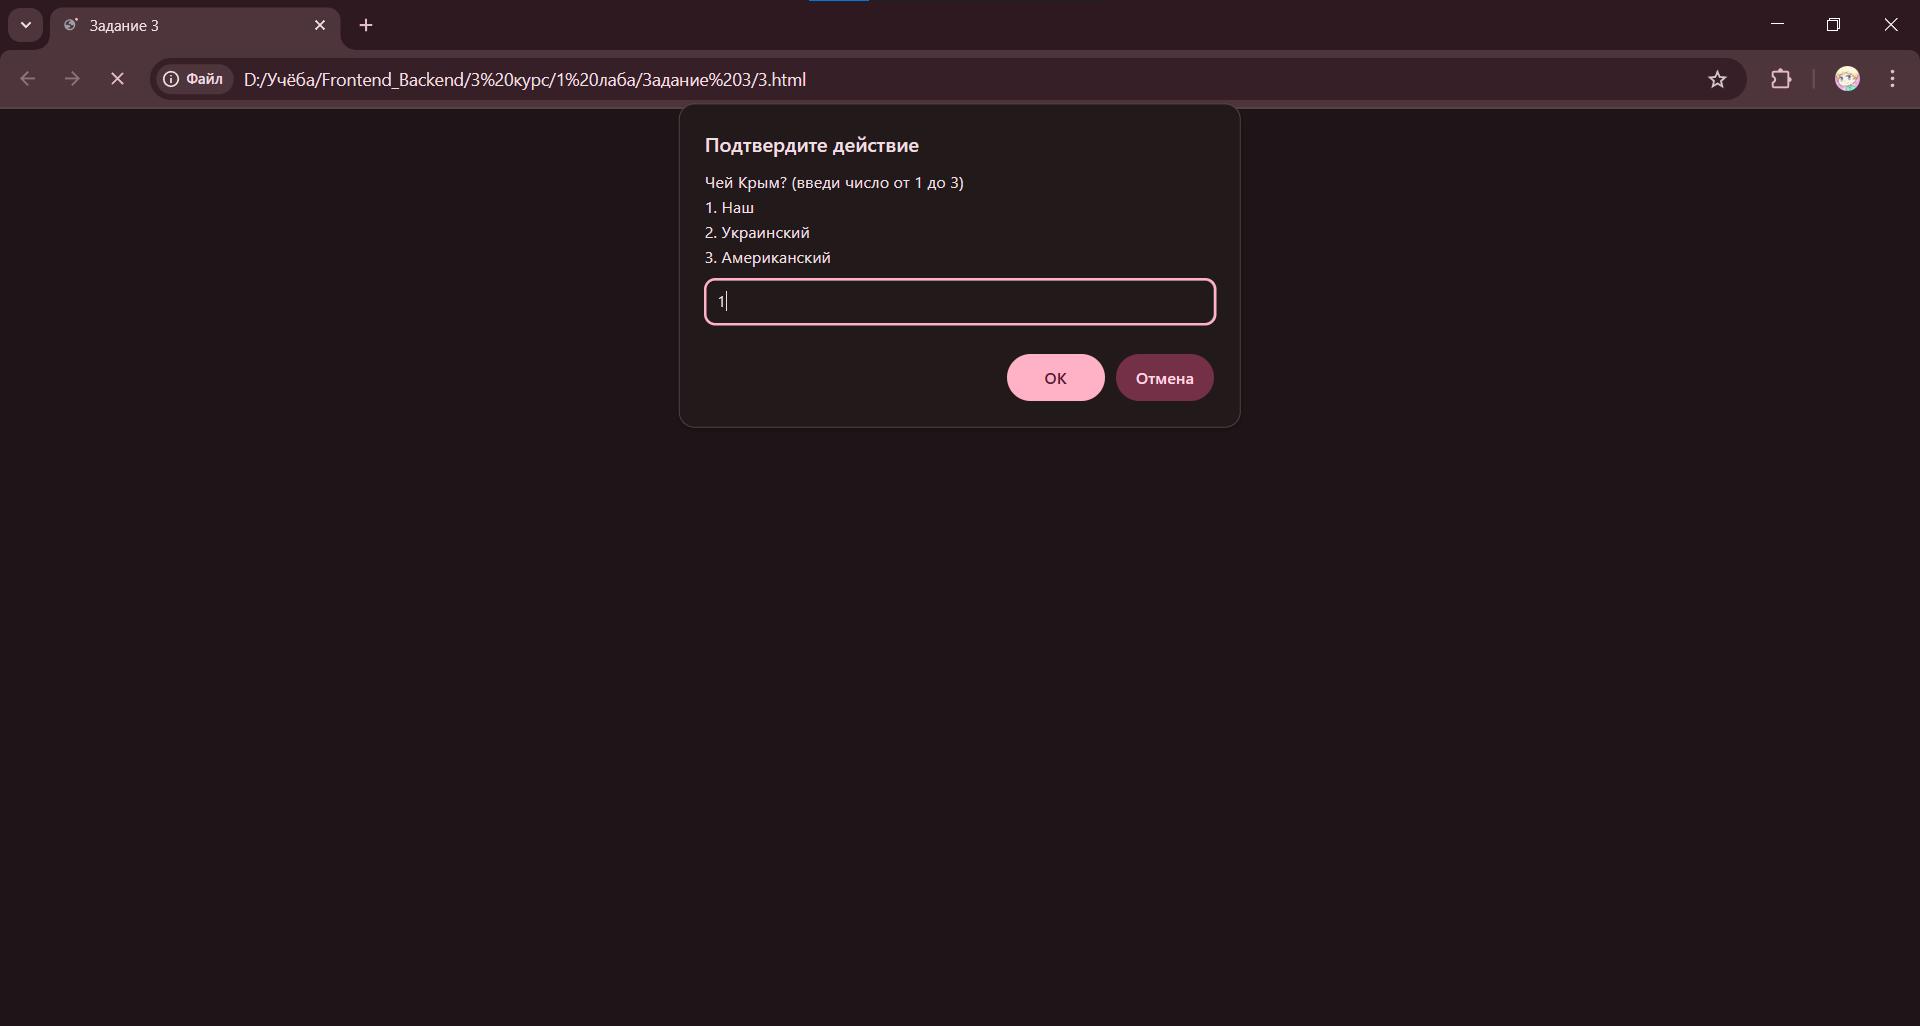 Задание 3
Файл
D:/Учёба/Frontend_Backend/3%20курс/1%20лаба/Задание%203/3.html
Подтвердите действие
Чей Крым? (введи число от 1 до 3)
1. Наш
2. Украинский
3. Американский
1
ОК
Отмена